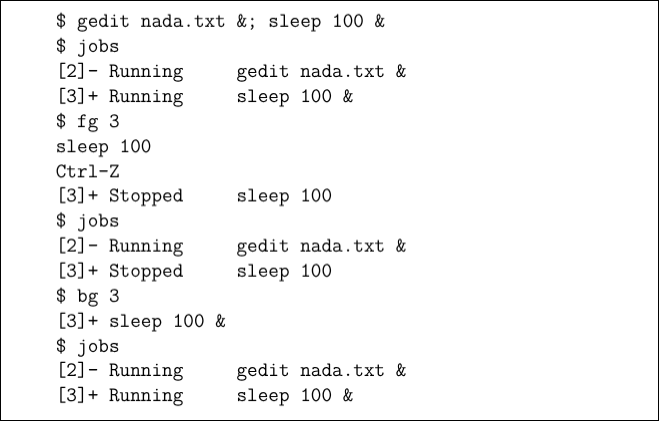 $ gedit nada.txt &; sleep 100 &
$ jobs
[2]- Running     gedit nada.txt &
[3]+ Running     sleep 100 &
$ fg 3
sleep 100
Ctrl-Z
[3]+ Stopped     sleep 100
$ jobs
[2]- Running     gedit nada.txt &
[3]+ Stopped     sleep 100
$ bg 3
[3]+ sleep 100 &
$ jobs
[2]- Running     gedit nada.txt &
[3]+ Running     sleep 100 &